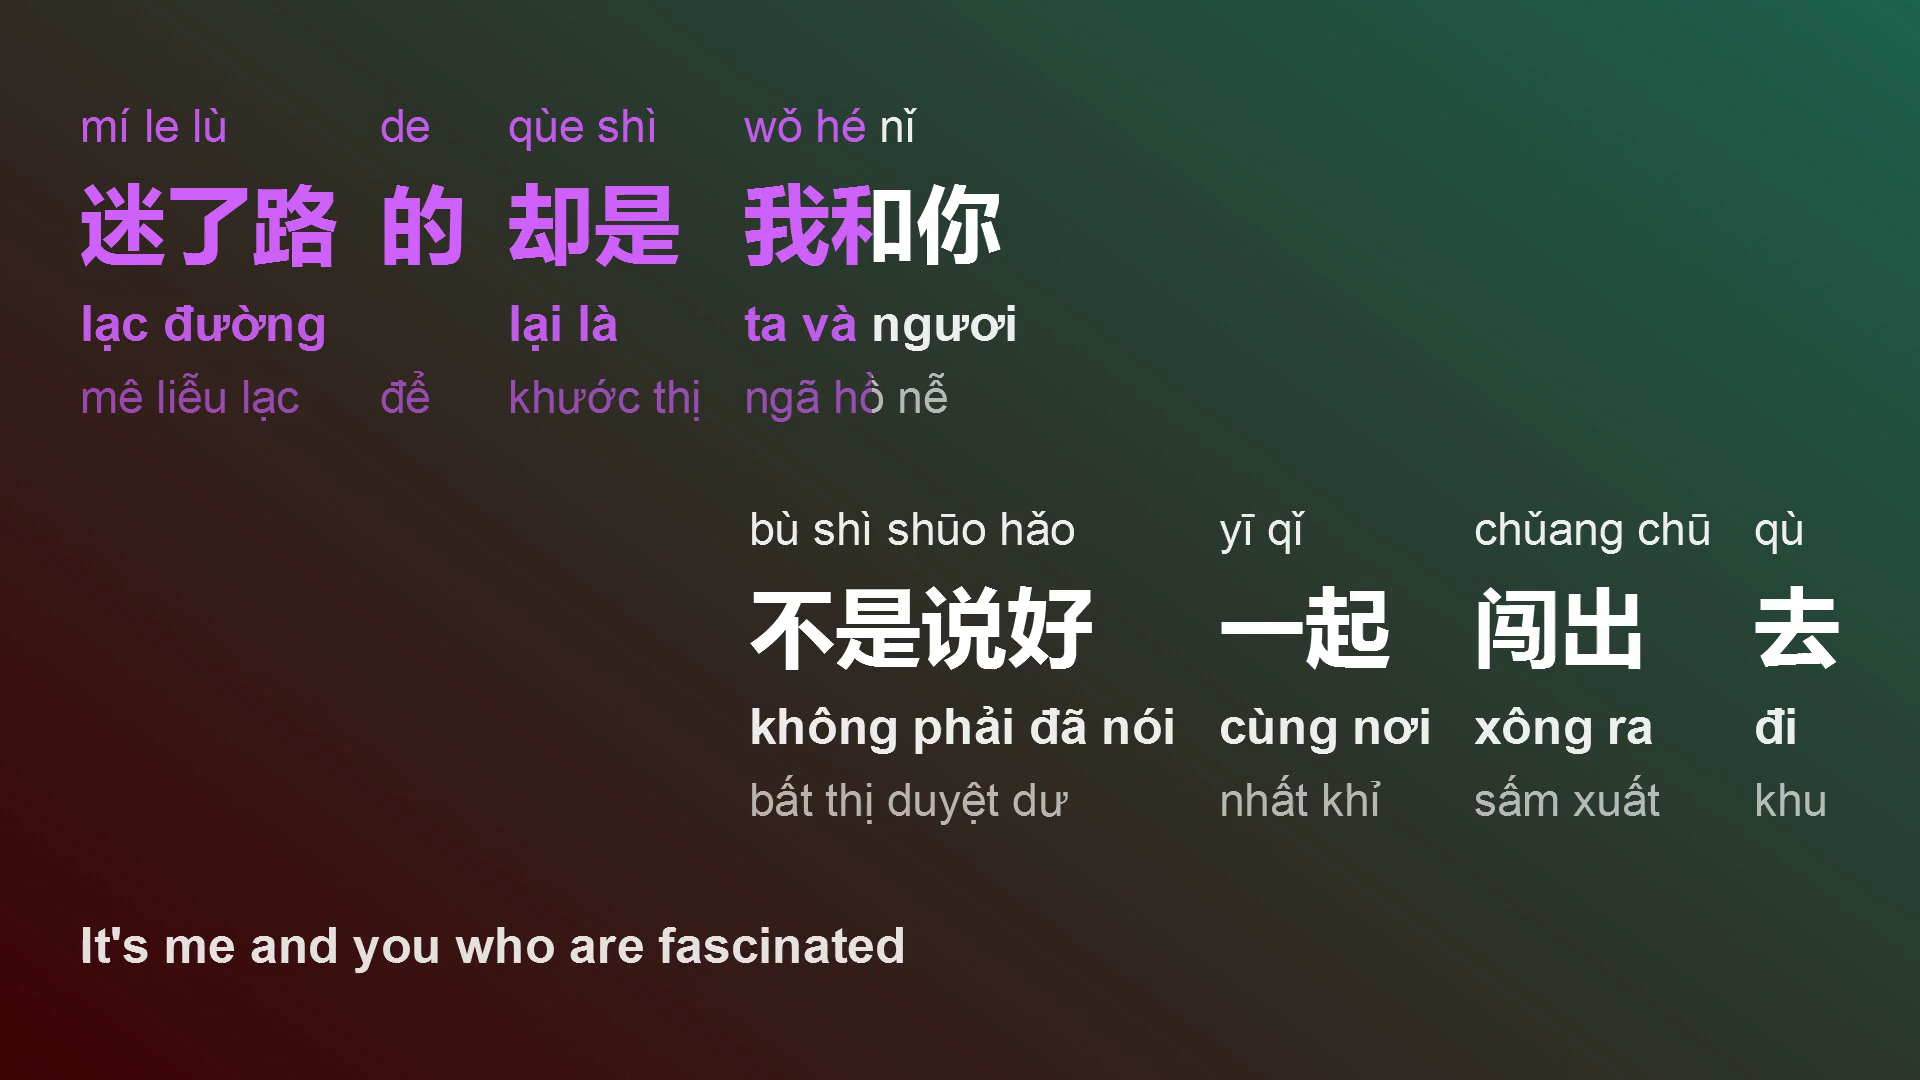 mí le lù de qùe shì wǒ hé nǐ
迷了路 的 却是 我和你
lạc đường lại là ta và ngươi
mê liễu lạc để khước thị ngã hồ nễ
bù shì shūo hǎo yī qǐ chǔang chū qù
不是说好 一起 闯出 去
không phải đã nói cùng nơi xông ra đi
bất thị duyệt dư nhất khỉ sấm xuất khu
It's me and you who are fascinated